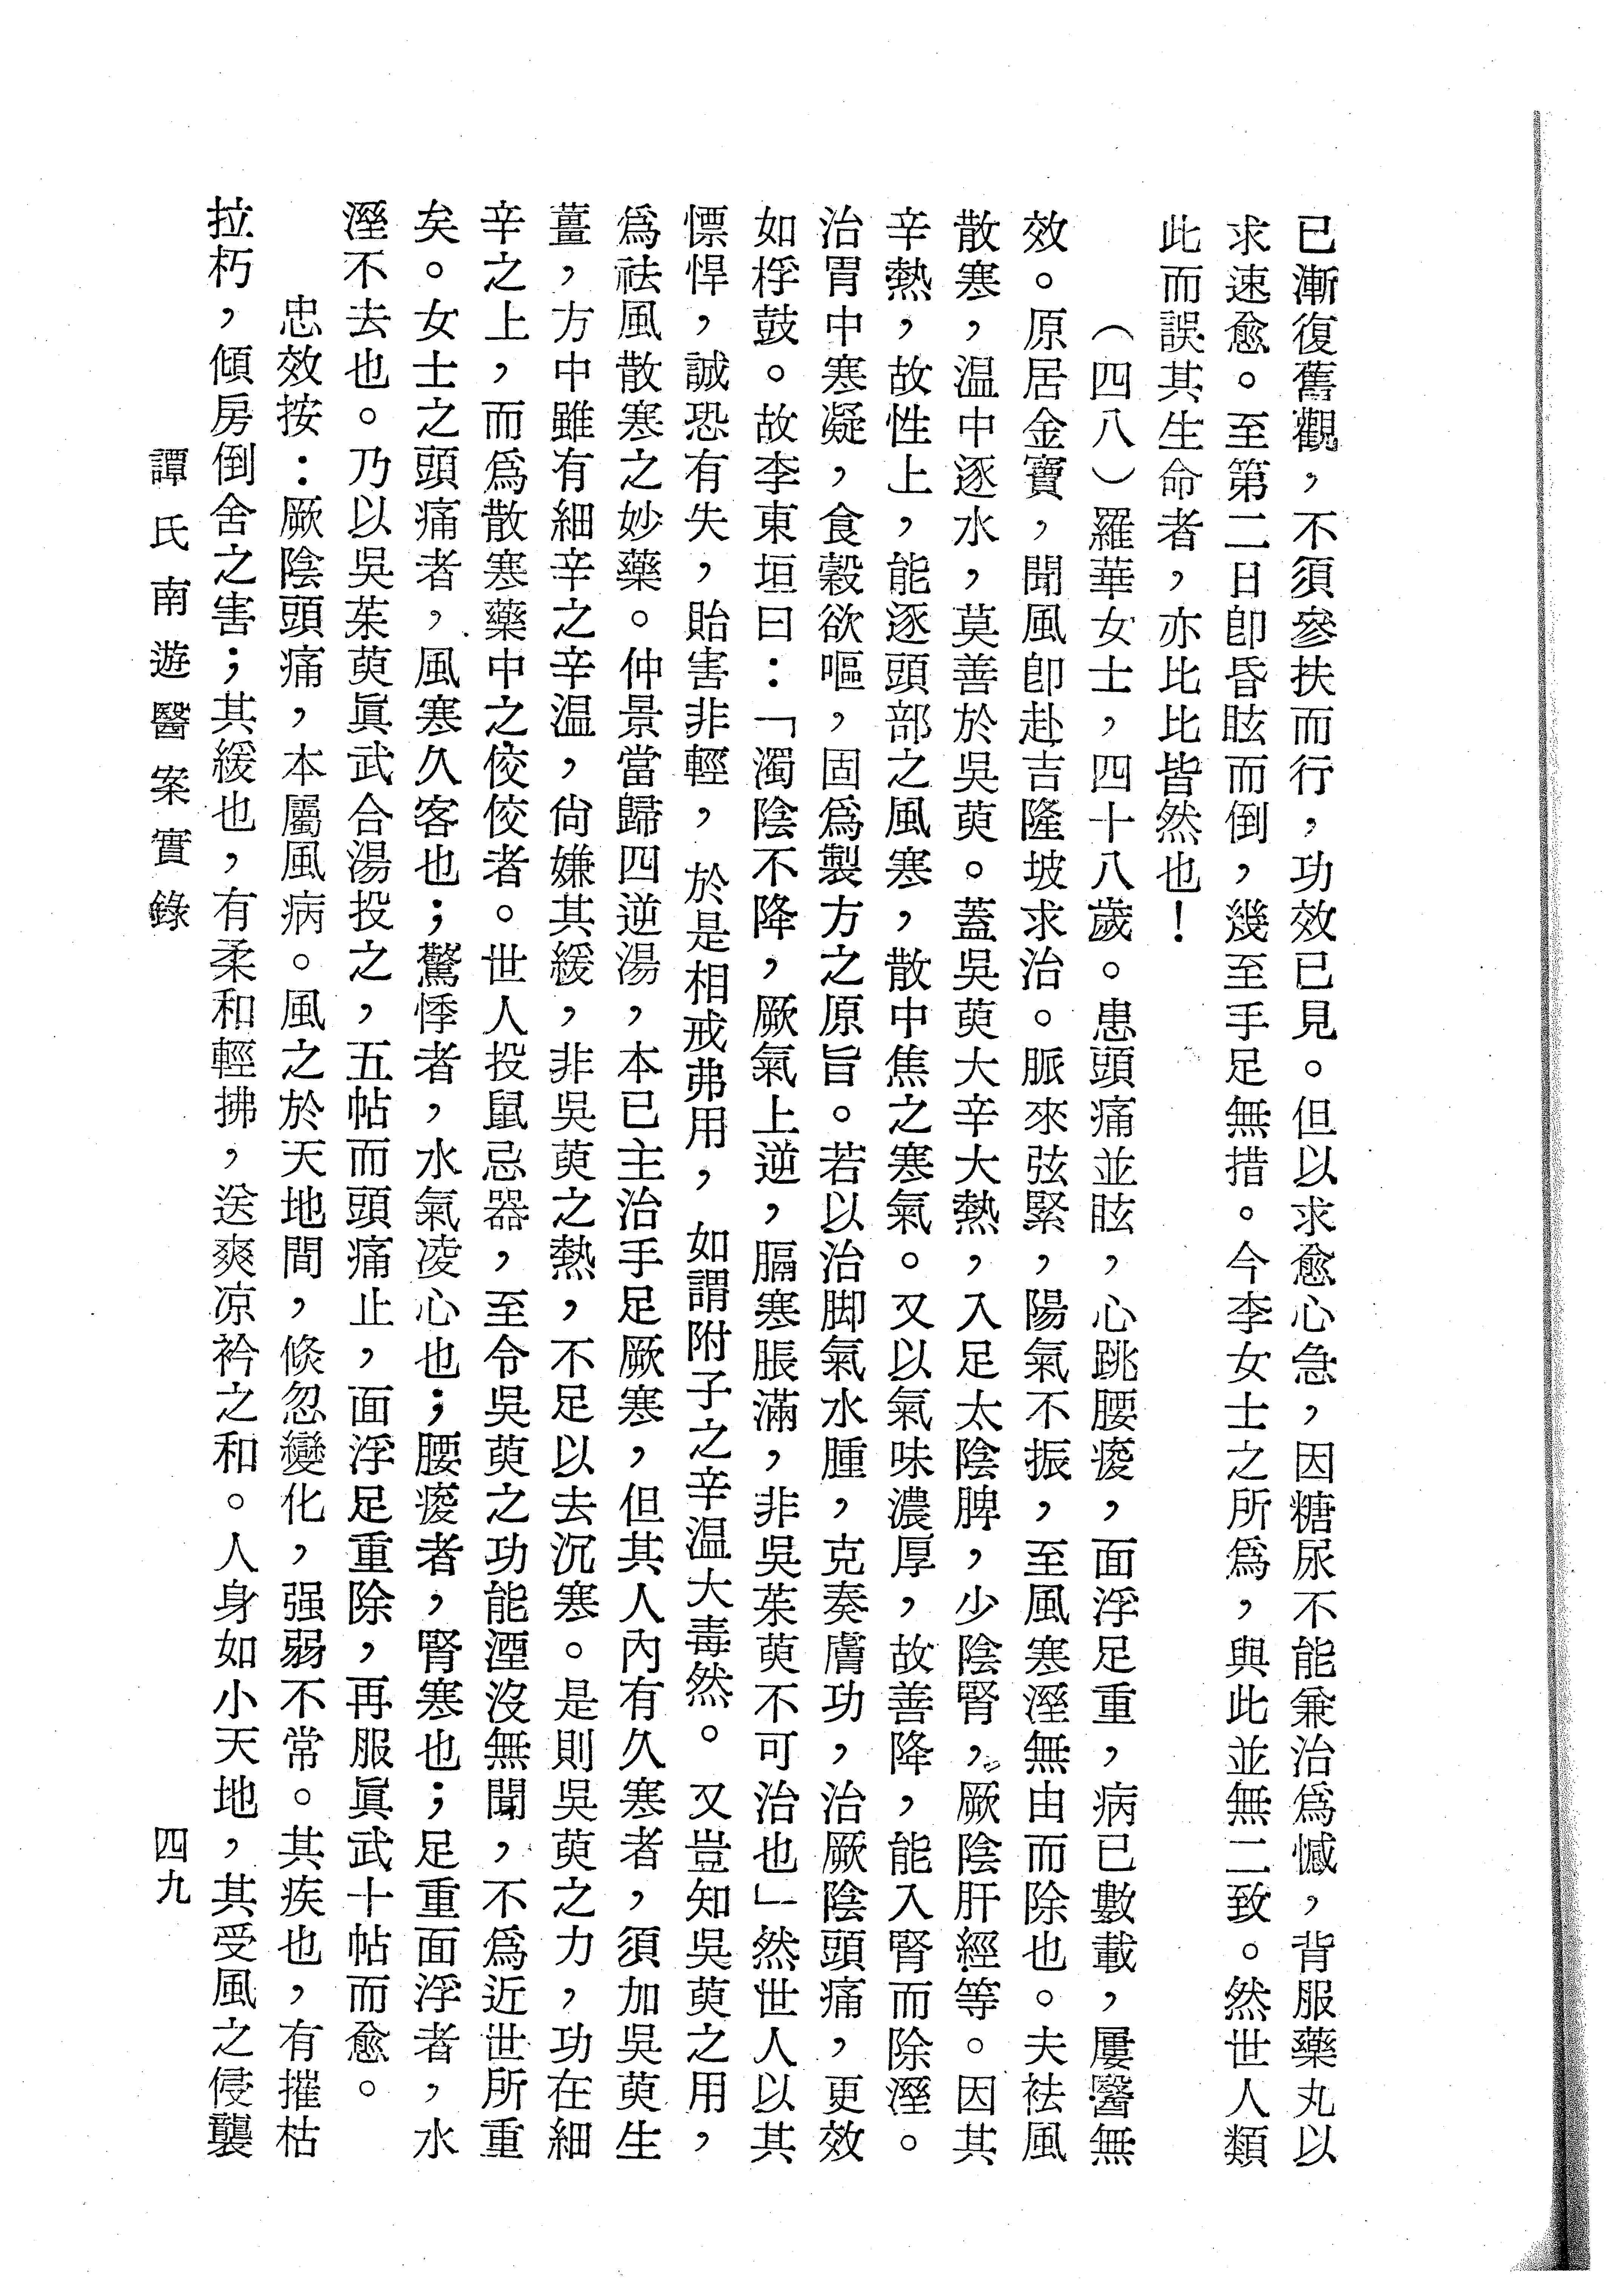 已漸復舊觀，不須參扶而行，功效已見。但以求愈心急，因糖尿不能兼治爲憾，背服藥丸以
求速愈。至第二日卽昏眩而倒，幾至手足無措。今李女士之所爲，與此並無二致。然世人類
此而誤其生命者，亦比比皆然也！
（四八）羅華女士，四十八歲。患頭痛並眩，心跳腰痠，面浮足重，病已數載，屢醫無
效。原居金寶，聞風卽赴吉隆坡求治。脈來弦緊，陽氣不振，至風寒溼無由而除也。夫祛風
散寒，温中逐水，莫善於吳萸。蓋吳萸大辛大熱，入足太陰脾，少陰腎，厥陰肝經等。因其
辛熱，故性上，能逐頭部之風寒，散中焦之寒氣。又以氣味濃厚，故善降，能入腎而除溼。
治胃中寒凝，食穀欲嘔，固爲製方之原旨。若以治脚氣水腫，克奏膚功，治厥陰頭痛，更效
如桴鼓。故李東垣曰：「濁陰不降，厥氣上逆，膈寒脹滿，非吳茱萸不可治也」然世人以其
慓悍，誠恐有失，貽害非輕，於是相戒弗用，如謂附子之辛温大毒然。又豈知吳萸之用，
爲祛風散寒之妙藥。仲景當歸四逆湯，本已主治手足厥寒，但其人內有久寒者，須加吳萸生
薑，方中雖有細辛之辛温，尙嫌其緩，非吳萸之熱，不足以去沉寒。是則吳萸之力，功在細
辛之上，而爲散寒藥中之佼佼者。世人投鼠忌器，至令吳萸之功能湮沒無聞，不爲近世所重
矣。女士之頭痛者，風寒久客也；驚悸者，水氣凌心也；腰痠者，腎寒也；足重面浮者，水
溼不去也。乃以吳茱萸眞武合湯投之，五帖而頭痛止，面浮足重除，再服眞武十帖而愈。
忠效按：厥陰頭痛，本屬風病。風之於天地間，倏忽變化，强弱不常。其疾也，有摧枯
拉朽，傾房倒舍之害；其緩也，有柔和輕拂，送爽凉衿之和。人身如小天地，其受風之侵襲
譚氏南遊醫案實錄
四九